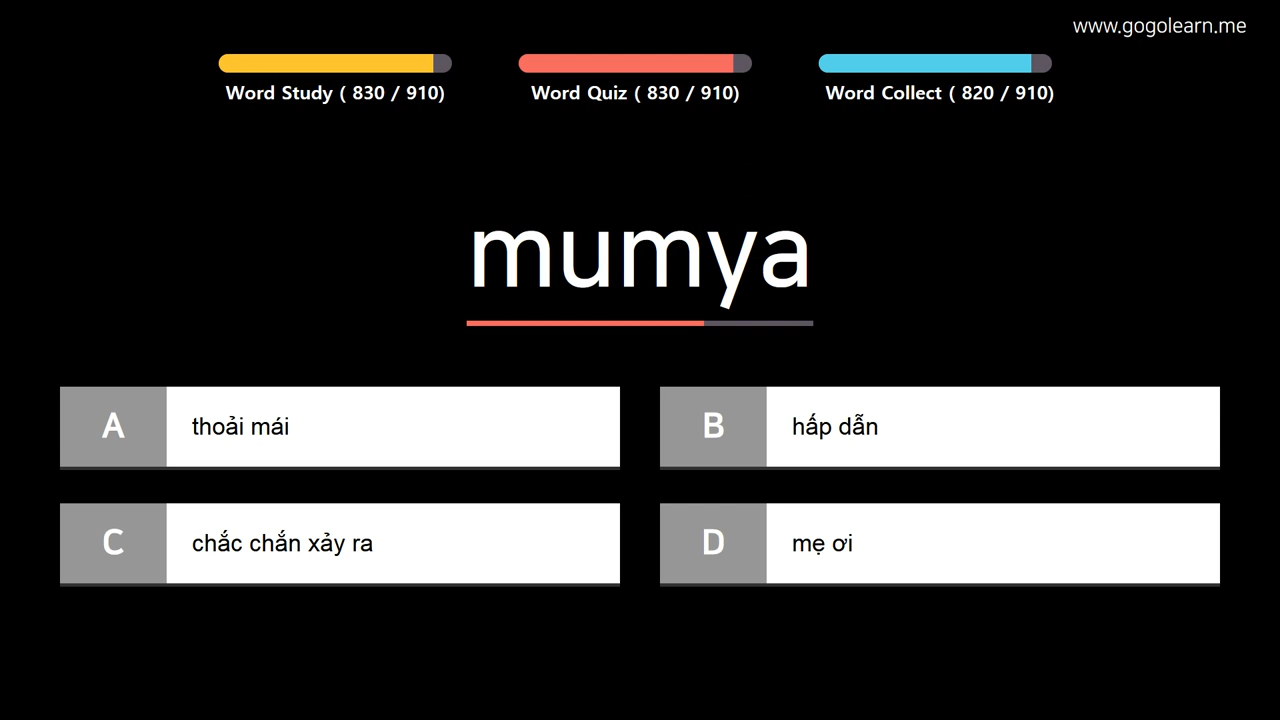 www.gogolearn.me
Word Study ( 830 / 910)
Word Quiz ( 830 / 910)
Word Collect ( 820 / 910)
mumya
A
thoải mái
B
hấp dẫn
C
chắc chắn xảy ra
D
mẹ ơi